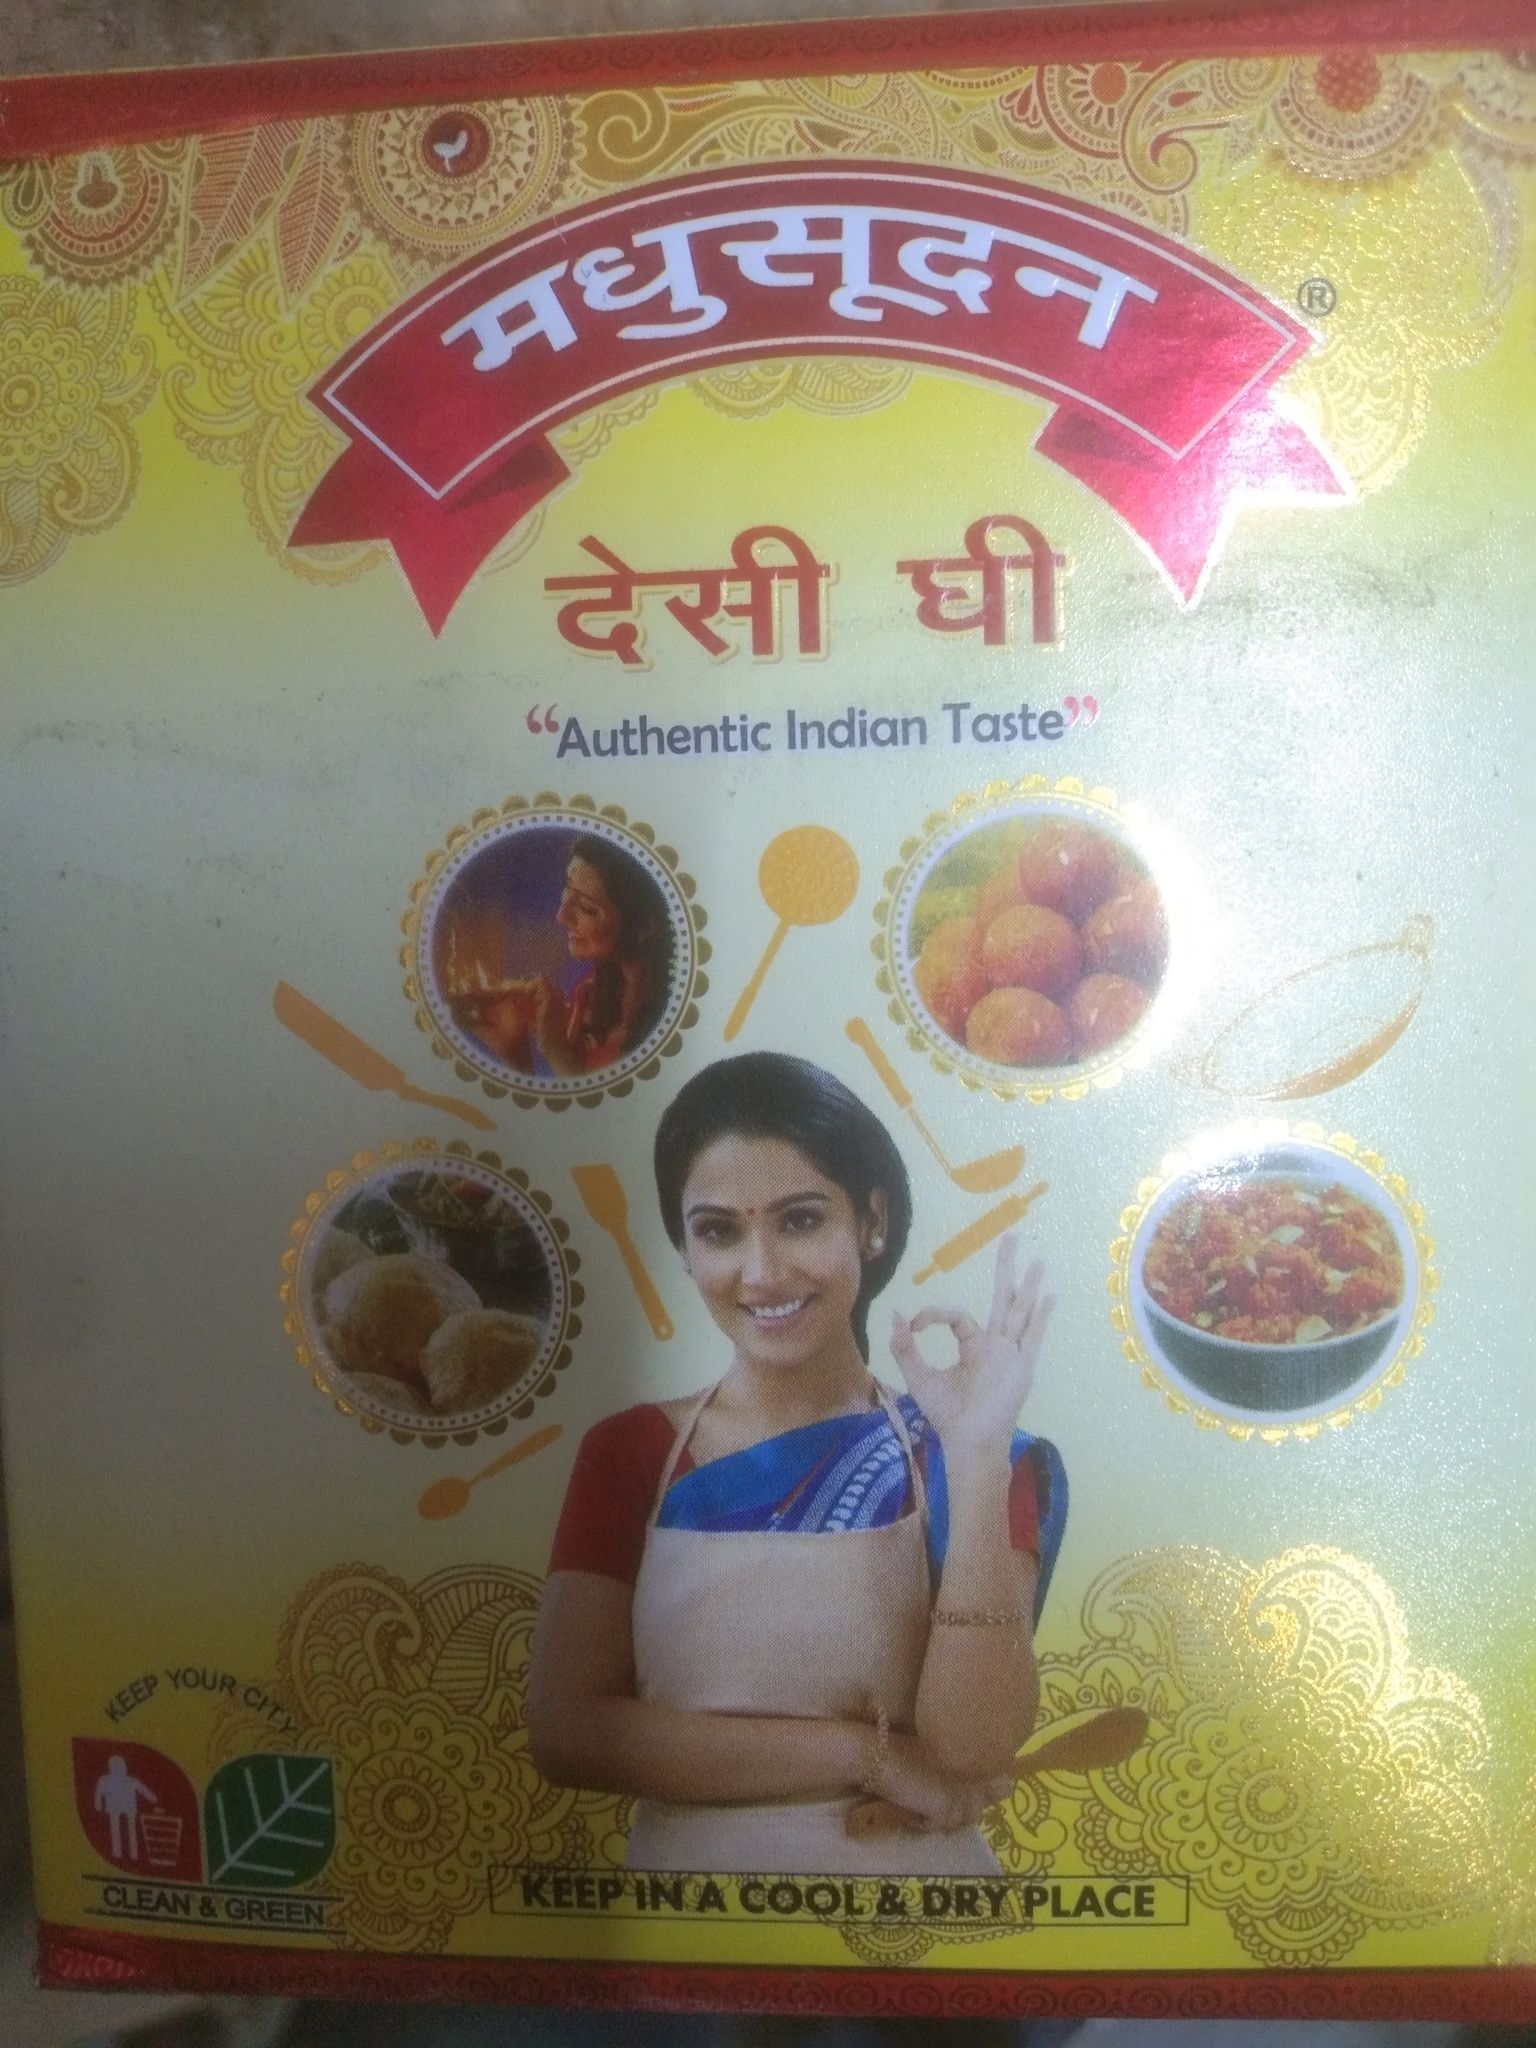 मधुसूदन ®
देसी घी
“Authentic Indian Taste”
KEEP YOUR CITY
CLEAN & GREEN
KEEP IN A COOL & DRY PLACE